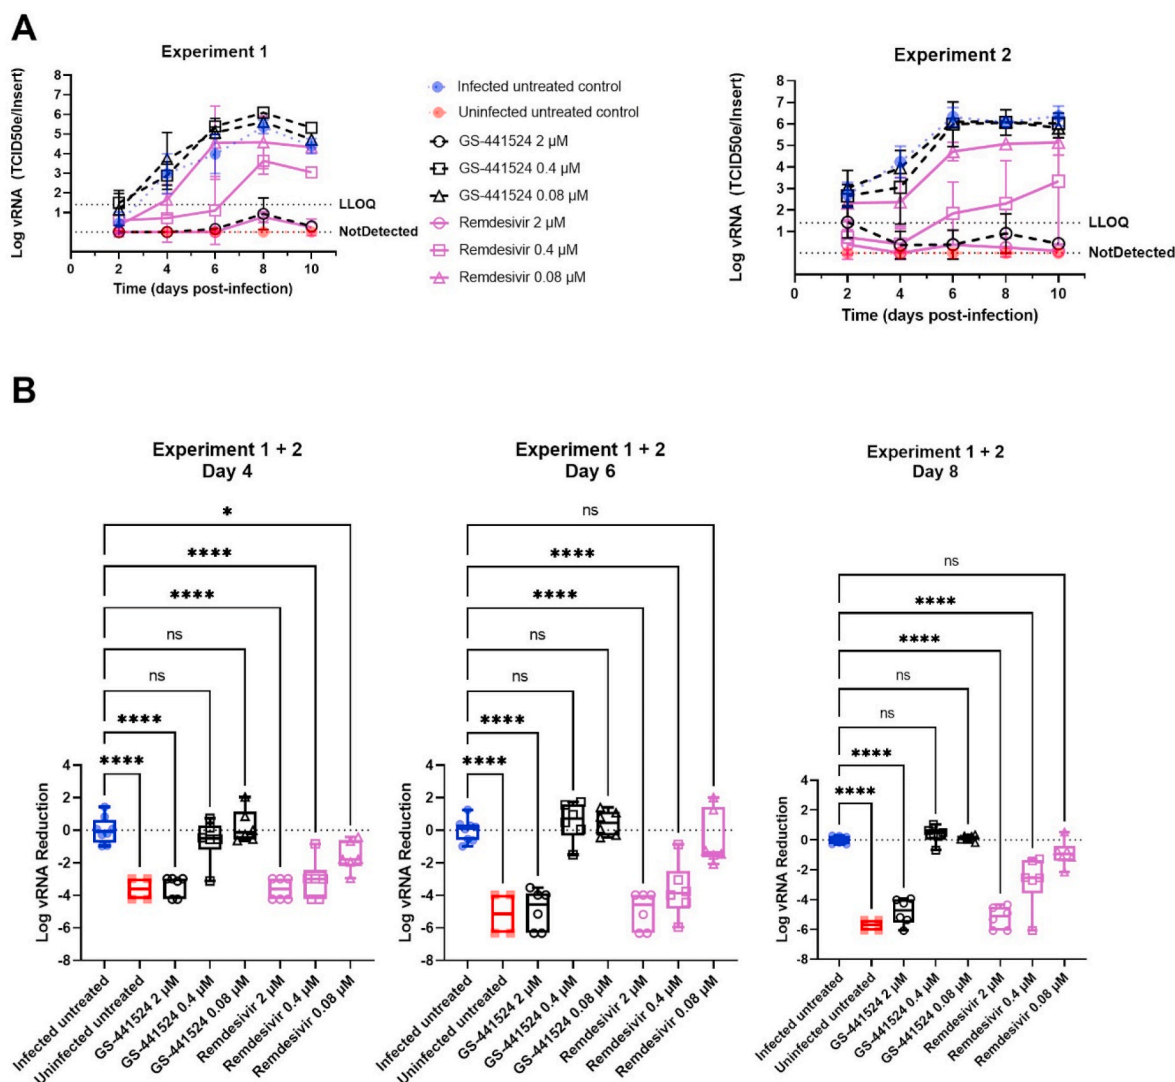 A
Experiment 1
Log vRNA (TCID50e/Insert)
8
7
6
5
4
3
2
1
LLOQ
NotDetected
0 2 4 6 8 10
Time (days post-infection)
Infected untreated control
Uninfected untreated control
GS-441524 2 µM
GS-441524 0.4 µM
GS-441524 0.08 µM
Remdesivir 2 µM
Remdesivir 0.4 µM
Remdesivir 0.08 µM
Experiment 2
Log vRNA (TCID50e/Insert)
8
7
6
5
4
3
2
1
LLOQ
NotDetected
0 2 4 6 8 10
Time (days post-infection)
B
Experiment 1 + 2
Day 4
*
****
****
ns
ns
****
****
Log vRNA Reduction
4
2
0
-2
-4
-6
-8
Infected untreated
Uninfected untreated
GS-441524 2 µM
GS-441524 0.4 µM
GS-441524 0.08 µM
Remdesivir 2 µM
Remdesivir 0.4 µM
Remdesivir 0.08 µM
Experiment 1 + 2
Day 6
ns
****
****
ns
ns
****
****
Log vRNA Reduction
4
2
0
-2
-4
-6
-8
Infected untreated
Uninfected untreated
GS-441524 2 µM
GS-441524 0.4 µM
GS-441524 0.08 µM
Remdesivir 2 µM
Remdesivir 0.4 µM
Remdesivir 0.08 µM
Experiment 1 + 2
Day 8
ns
****
****
ns
ns
****
****
Log vRNA Reduction
4
2
0
-2
-4
-6
-8
Infected untreated
Uninfected untreated
GS-441524 2 µM
GS-441524 0.4 µM
GS-441524 0.08 µM
Remdesivir 2 µM
Remdesivir 0.4 µM
Remdesivir 0.08 µM